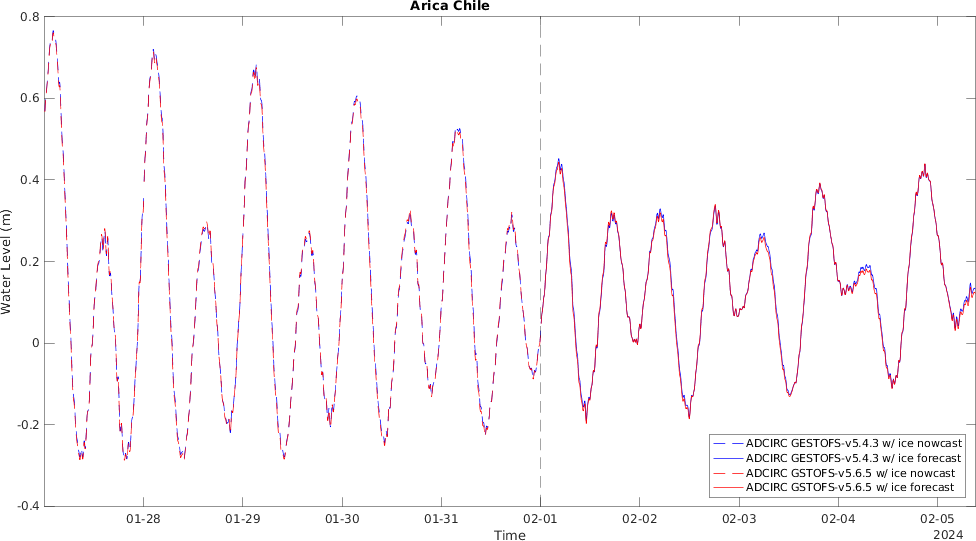 Arica Chile
0.8
0.6
0.4
0.2
0
-0.2
-0.4
Water Level (m)
01-28
01-29
01-30
01-31
02-01
02-02
02-03
02-04
02-05
Time
2024
ADCIRC GESTOFS-v5.4.3 w/ ice nowcast
ADCIRC GESTOFS-v5.4.3 w/ ice forecast
ADCIRC GSTOFS-v5.6.5 w/ ice nowcast
ADCIRC GSTOFS-v5.6.5 w/ ice forecast